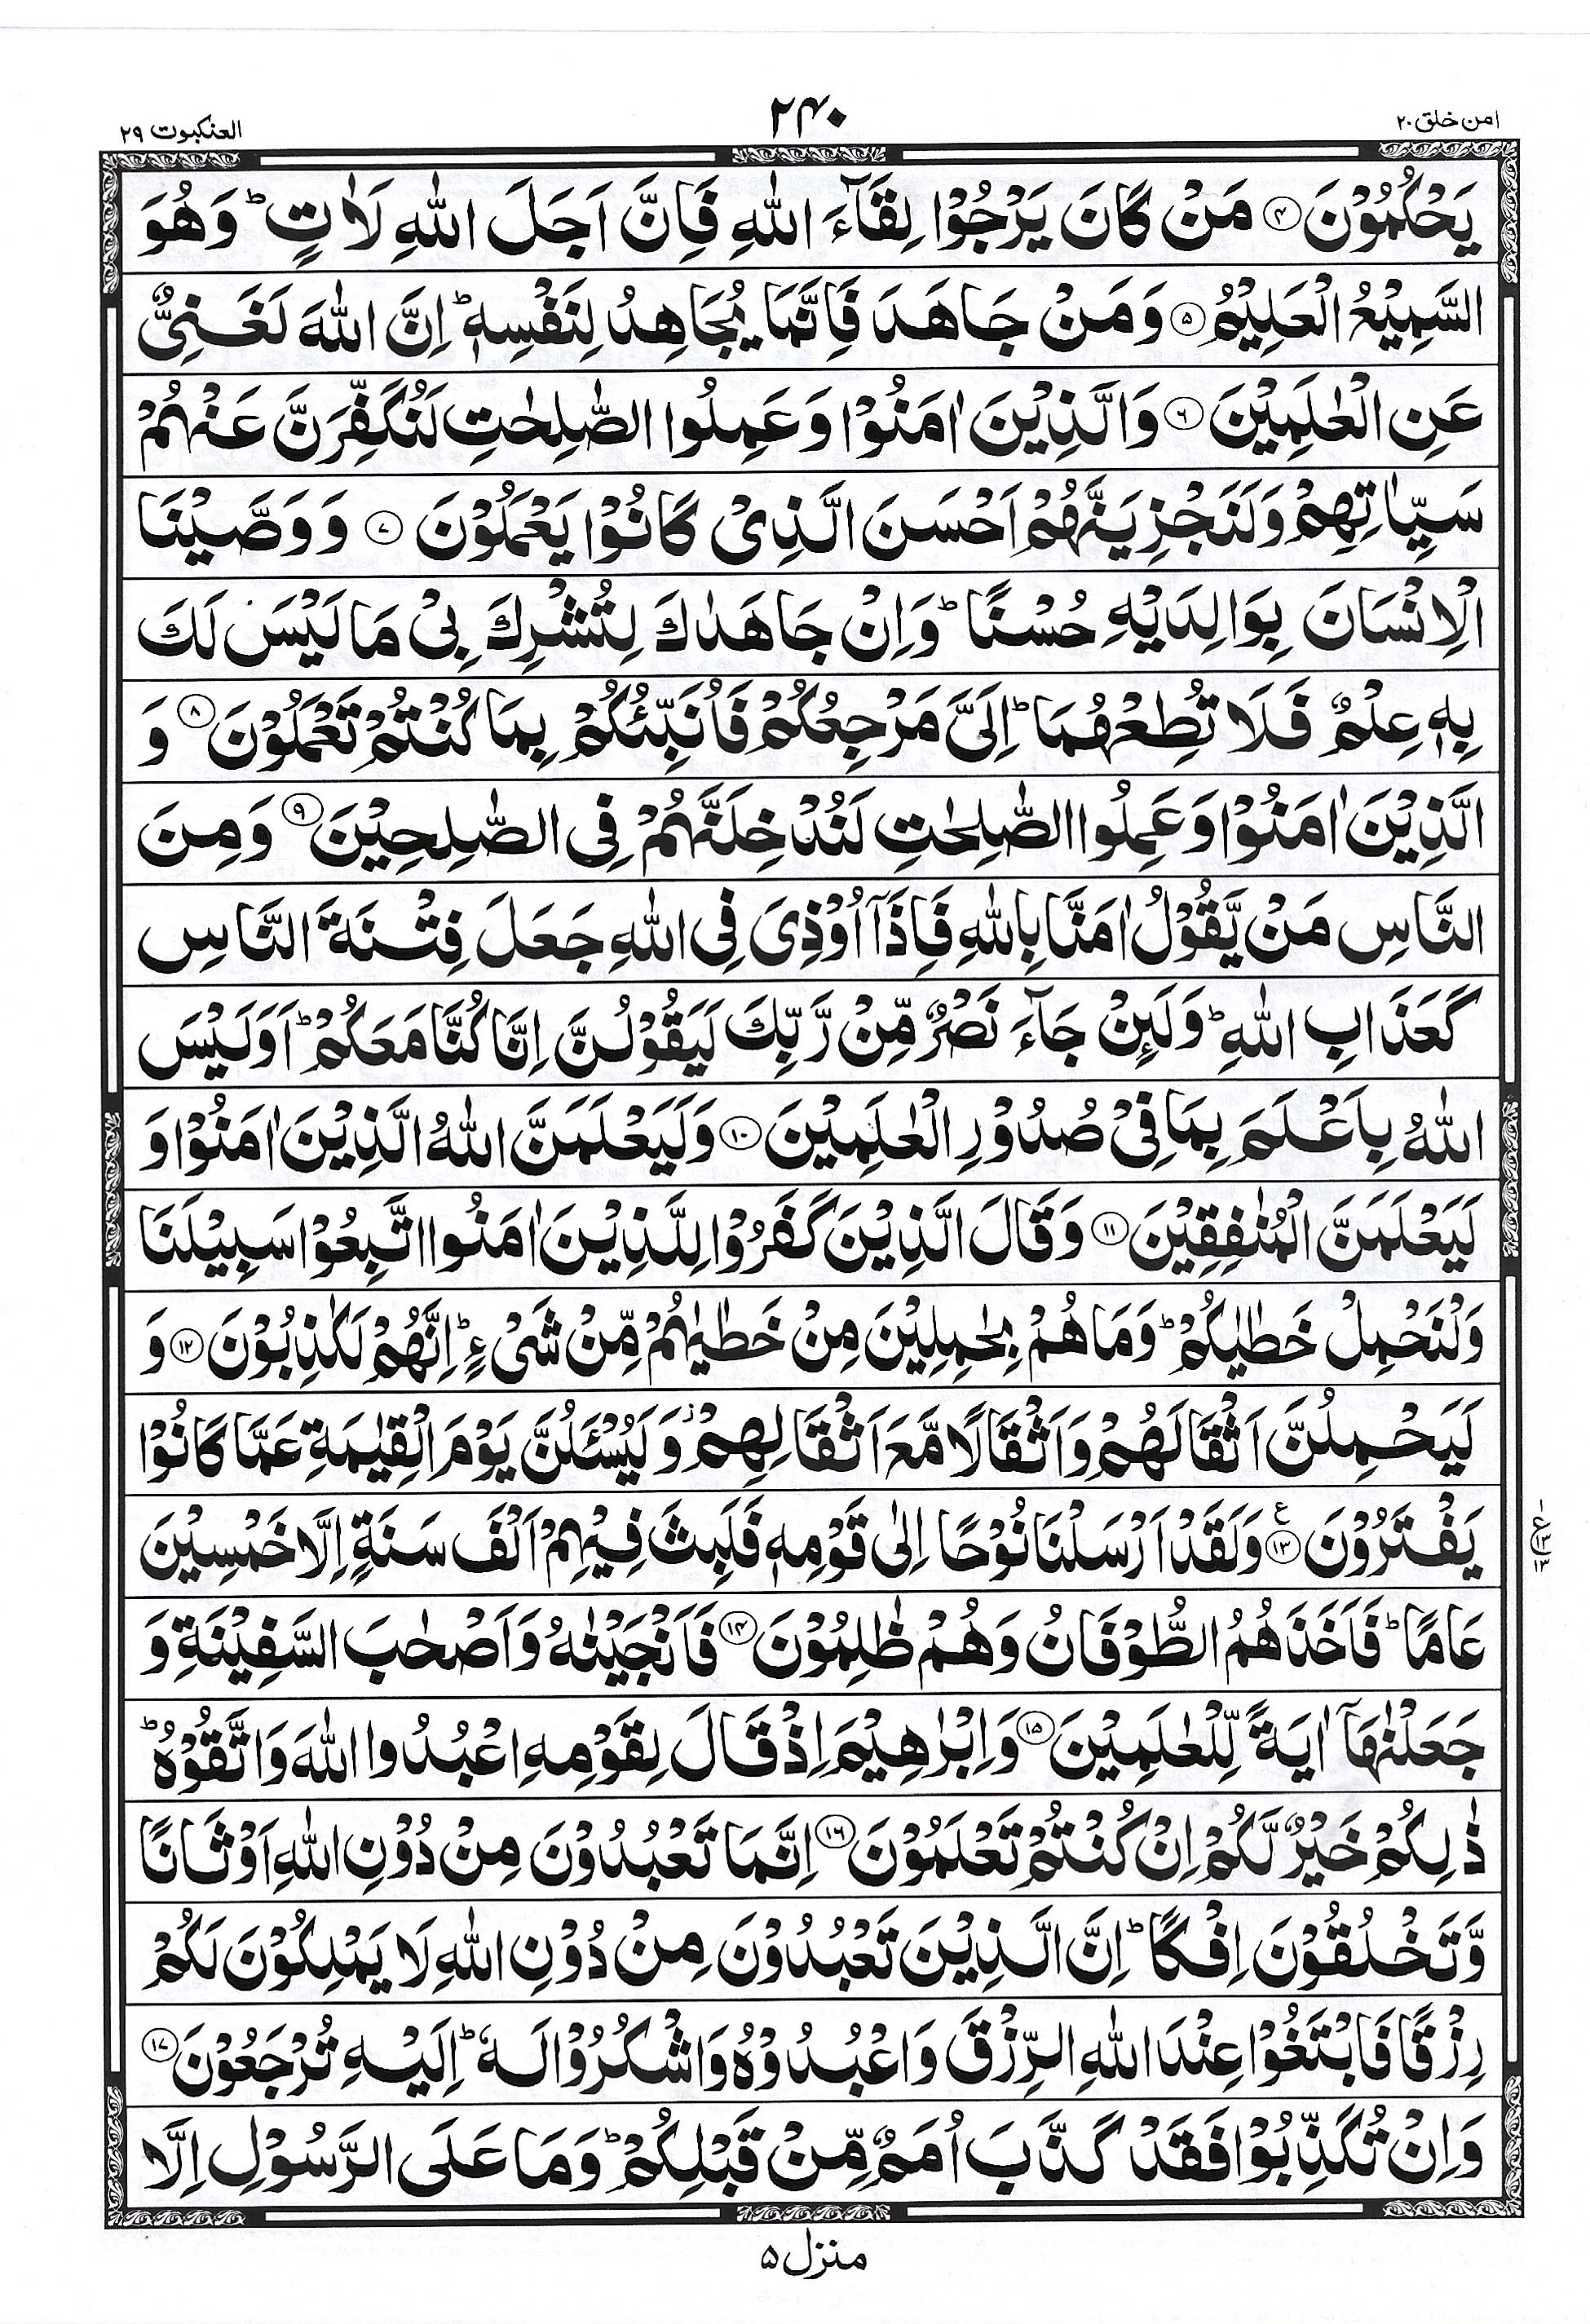 امن خلق ٢٠
٢۴٠
العنكبوت ٢٩
يَحْكُمُوْنَ ۴ مَنْ كَانَ يَرْجُوْا لِقَآءَ اللّٰهِ فَاِنَّ اَجَلَ اللّٰهِ لَاٰتٍ ؕ وَهُوَ
السَّمِيْعُ الْعَلِيْمُ ۵ وَمَنْ جَاهَدَ فَاِنَّمَا يُجَاهِدُ لِنَفْسِهٖ ؕ اِنَّ اللّٰهَ لَغَنِىٌّ
عَنِ الْعٰلَمِيْنَ ۶ وَالَّذِيْنَ اٰمَنُوْا وَعَمِلُوا الصّٰلِحٰتِ لَنُكَفِّرَنَّ عَنْهُمْ
سَيِّاٰتِهِمْ وَلَنَجْزِيَنَّهُمْ اَحْسَنَ الَّذِىْ كَانُوْا يَعْمَلُوْنَ ۷ وَوَصَّيْنَا
الْاِنْسَانَ بِوَالِدَيْهِ حُسْنًا ؕ وَاِنْ جَاهَدٰكَ لِتُشْرِكَ بِىْ مَا لَيْسَ لَكَ
بِهٖ عِلْمٌ فَلَا تُطِعْهُمَا ؕ اِلَىَّ مَرْجِعُكُمْ فَاُنَبِّئُكُمْ بِمَا كُنْتُمْ تَعْمَلُوْنَ ۸ وَ
الَّذِيْنَ اٰمَنُوْا وَعَمِلُوا الصّٰلِحٰتِ لَنُدْخِلَنَّهُمْ فِى الصّٰلِحِيْنَ ۹ وَمِنَ
النَّاسِ مَنْ يَّقُوْلُ اٰمَنَّا بِاللّٰهِ فَاِذَاۤ اُوْذِىَ فِى اللّٰهِ جَعَلَ فِتْنَةَ النَّاسِ
كَعَذَابِ اللّٰهِ ؕ وَلَئِنْ جَآءَ نَصْرٌ مِّنْ رَّبِّكَ لَيَقُوْلُنَّ اِنَّا كُنَّا مَعَكُمْ ؕ اَوَلَيْسَ
اللّٰهُ بِاَعْلَمَ بِمَا فِىْ صُدُوْرِ الْعٰلَمِيْنَ ۱۰ وَلَيَعْلَمَنَّ اللّٰهُ الَّذِيْنَ اٰمَنُوْا وَ
لَيَعْلَمَنَّ الْمُنٰفِقِيْنَ ۱۱ وَقَالَ الَّذِيْنَ كَفَرُوْا لِلَّذِيْنَ اٰمَنُوا اتَّبِعُوْا سَبِيْلَنَا
وَلْنَحْمِلْ خَطٰيٰكُمْ ؕ وَمَا هُمْ بِحٰمِلِيْنَ مِنْ خَطٰيٰهُمْ مِّنْ شَىْءٍ ؕ اِنَّهُمْ لَكٰذِبُوْنَ ۱۲ وَ
لَيَحْمِلُنَّ اَثْقَالَهُمْ وَاَثْقَالًا مَّعَ اَثْقَالِهِمْ ؗ وَلَيُسْئَلُنَّ يَوْمَ الْقِيٰمَةِ عَمَّا كَانُوْا
يَفْتَرُوْنَ ۱۳ ع وَلَقَدْ اَرْسَلْنَا نُوْحًا اِلٰى قَوْمِهٖ فَلَبِثَ فِيْهِمْ اَلْفَ سَنَةٍ اِلَّا خَمْسِيْنَ
عَامًا ؕ فَاَخَذَهُمُ الطُّوْفَانُ وَهُمْ ظٰلِمُوْنَ ۱۴ فَاَنْجَيْنٰهُ وَاَصْحٰبَ السَّفِيْنَةِ وَ
جَعَلْنٰهَاۤ اٰيَةً لِّلْعٰلَمِيْنَ ۱۵ وَاِبْرٰهِيْمَ اِذْ قَالَ لِقَوْمِهِ اعْبُدُوا اللّٰهَ وَاتَّقُوْهُ ؕ
ذٰلِكُمْ خَيْرٌ لَّكُمْ اِنْ كُنْتُمْ تَعْلَمُوْنَ ۱۶ اِنَّمَا تَعْبُدُوْنَ مِنْ دُوْنِ اللّٰهِ اَوْثَانًا
وَّتَخْلُقُوْنَ اِفْكًا ؕ اِنَّ الَّذِيْنَ تَعْبُدُوْنَ مِنْ دُوْنِ اللّٰهِ لَا يَمْلِكُوْنَ لَكُمْ
رِزْقًا فَابْتَغُوْا عِنْدَ اللّٰهِ الرِّزْقَ وَاعْبُدُوْهُ وَاشْكُرُوْا لَهٗ ؕ اِلَيْهِ تُرْجَعُوْنَ ۱۷
وَاِنْ تُكَذِّبُوْا فَقَدْ كَذَّبَ اُمَمٌ مِّنْ قَبْلِكُمْ ؕ وَمَا عَلَى الرَّسُوْلِ اِلَّا
منزل ۵